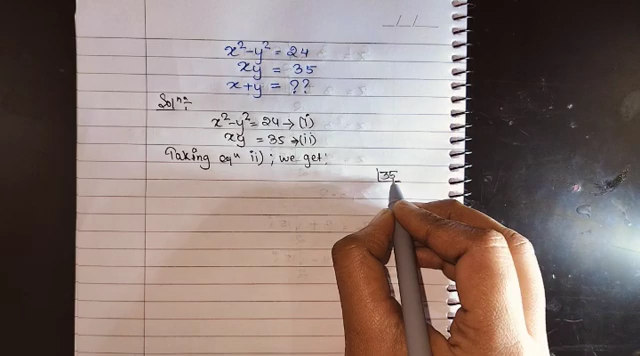 _/_/_
x²-y² = 24
xy = 35
x+y = ??
Solⁿ:-
x²-y² = 24 → (i)
xy = 35 → (ii)
Taking eqⁿ ii) ; we get;
35